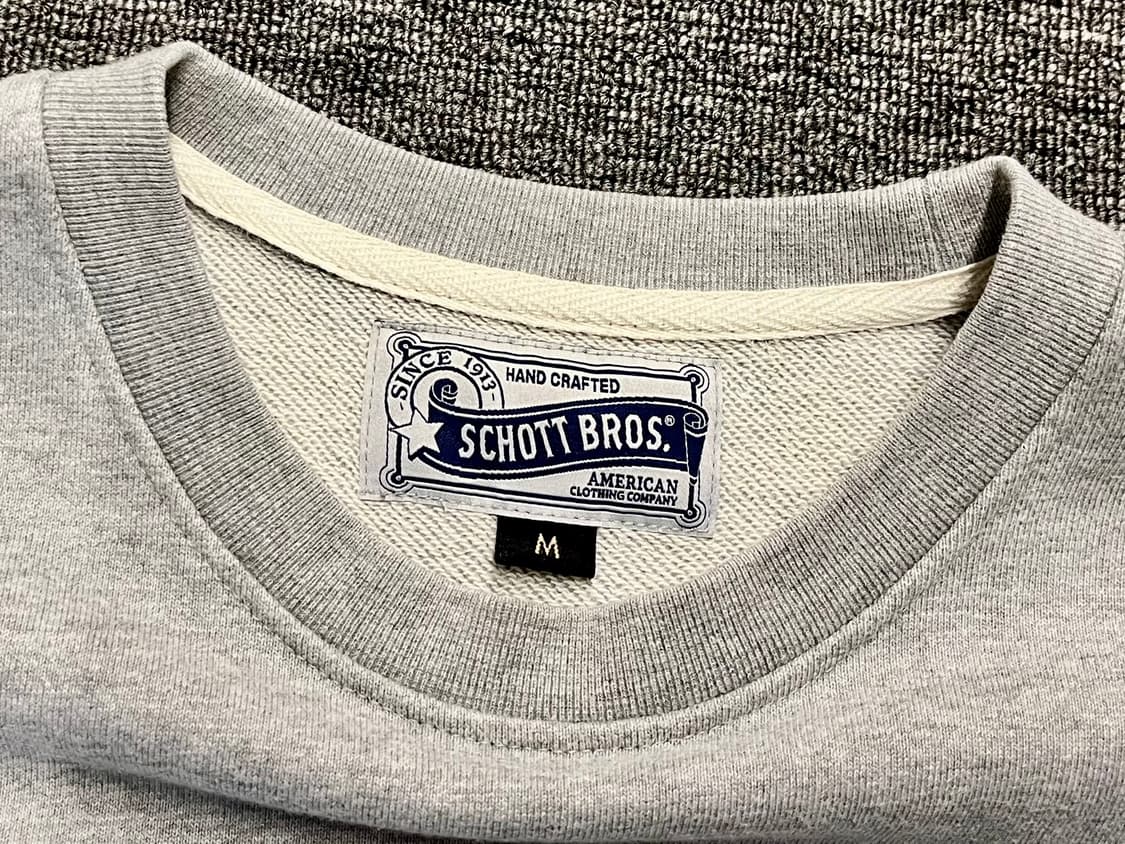 -SINCE 1913-
HAND CRAFTED
SCHOTT BROS.®
AMERICAN
CLOTHING COMPANY
M